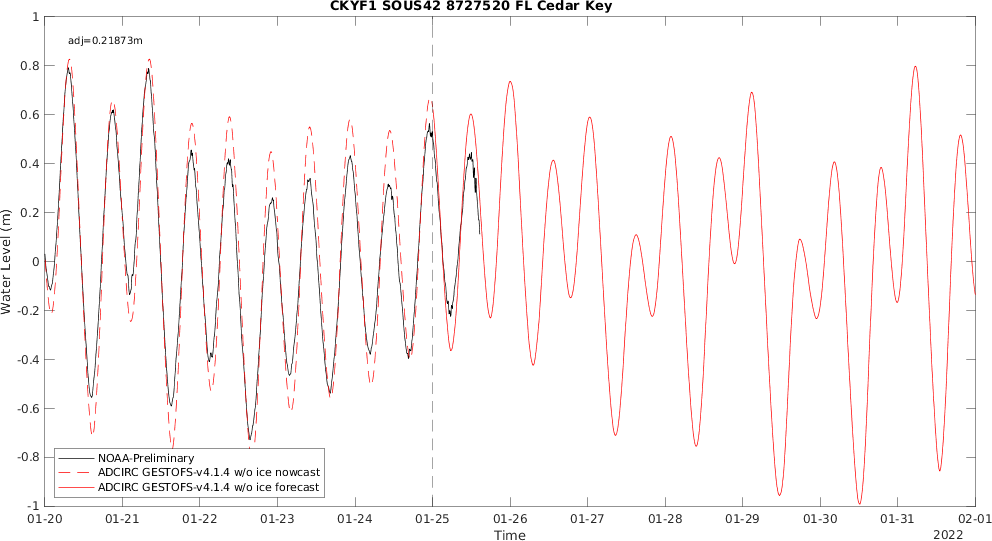 CKYF1 SOUS42 8727520 FL Cedar Key
adj=0.21873m
1
0.8
0.6
0.4
0.2
0
-0.2
-0.4
-0.6
-0.8
-1
Water Level (m)
NOAA-Preliminary
ADCIRC GESTOFS-v4.1.4 w/o ice nowcast
ADCIRC GESTOFS-v4.1.4 w/o ice forecast
01-20 01-21 01-22 01-23 01-24 01-25 01-26 01-27 01-28 01-29 01-30 01-31 02-01
Time
2022